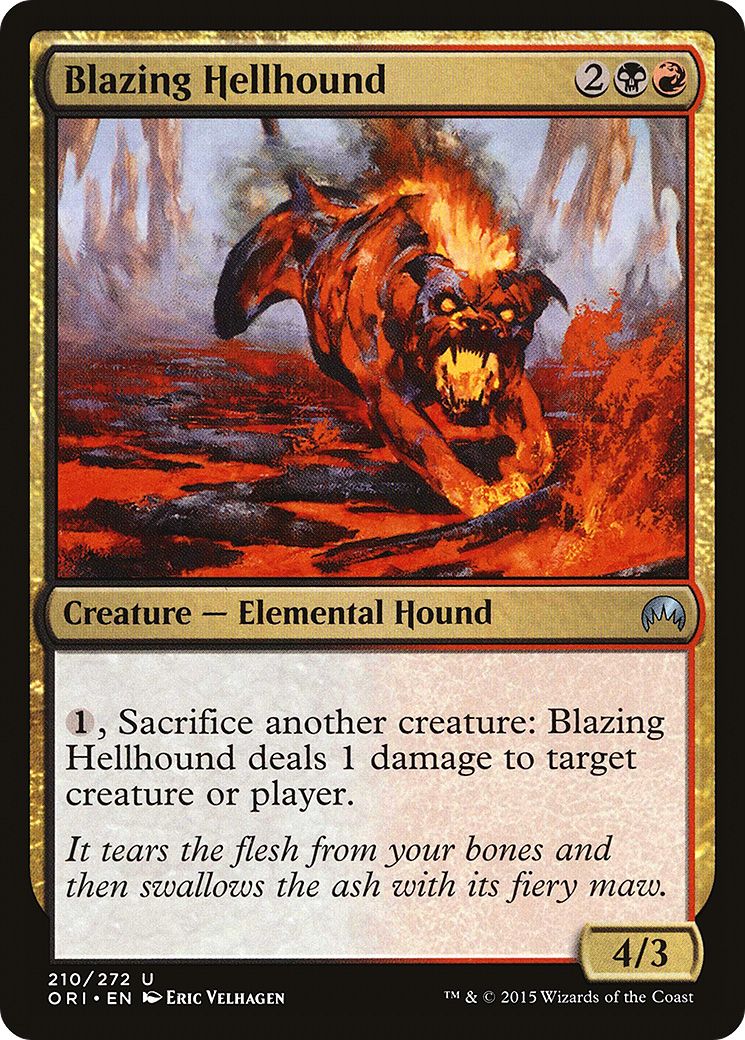 Blazing Hellhound 2
Creature — Elemental Hound
1, Sacrifice another creature: Blazing
Hellhound deals 1 damage to target
creature or player.
It tears the flesh from your bones and
then swallows the ash with its fiery maw.
4/3
210/272 U
ORI • EN Eric Velhagen
™ & © 2015 Wizards of the Coast